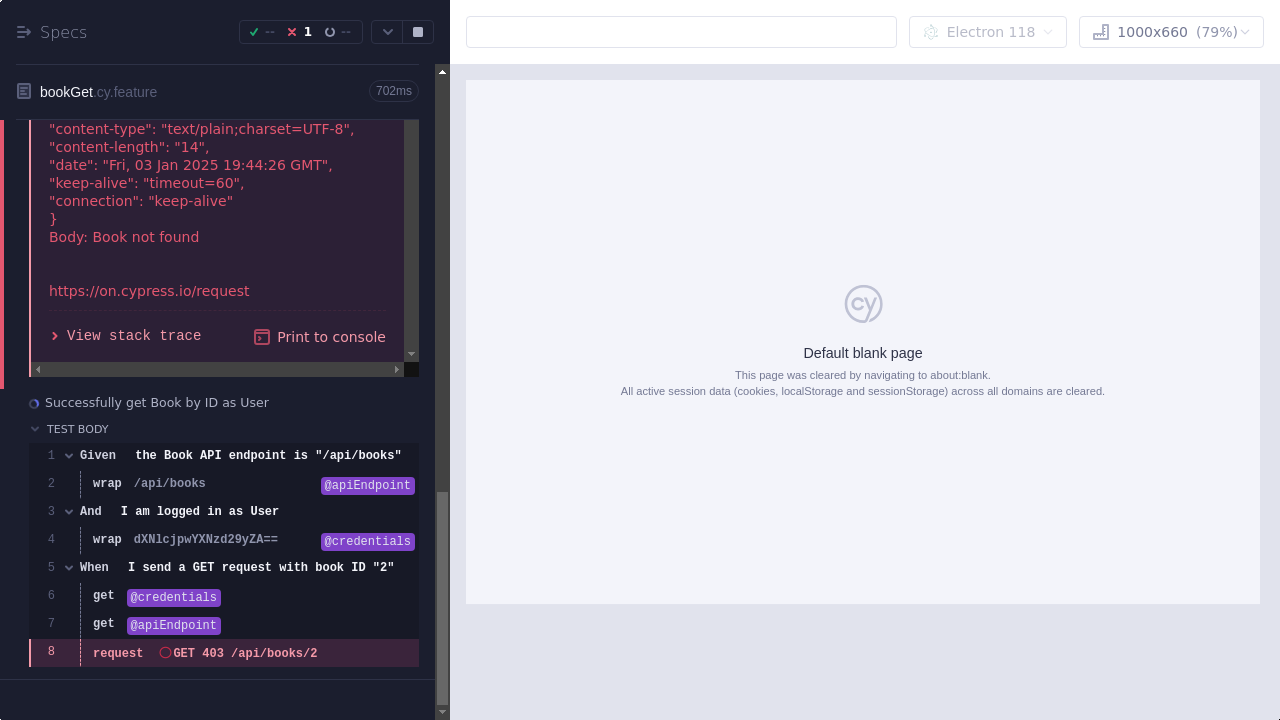 Specs
-- 1 --
Electron 118
1000x660 (79%)
bookGet.cy.feature
702ms
"content-type": "text/plain;charset=UTF-8",
"content-length": "14",
"date": "Fri, 03 Jan 2025 19:44:26 GMT",
"keep-alive": "timeout=60",
"connection": "keep-alive"
}
Body: Book not found
https://on.cypress.io/request
View stack trace
Print to console
Successfully get Book by ID as User
TEST BODY
1 Given the Book API endpoint is "/api/books"
2 wrap /api/books @apiEndpoint
3 And I am logged in as User
4 wrap dXNlcjpwYXNzd29yZA== @credentials
5 When I send a GET request with book ID "2"
6 get @credentials
7 get @apiEndpoint
8 request GET 403 /api/books/2
cy
Default blank page
This page was cleared by navigating to about:blank.
All active session data (cookies, localStorage and sessionStorage) across all domains are cleared.